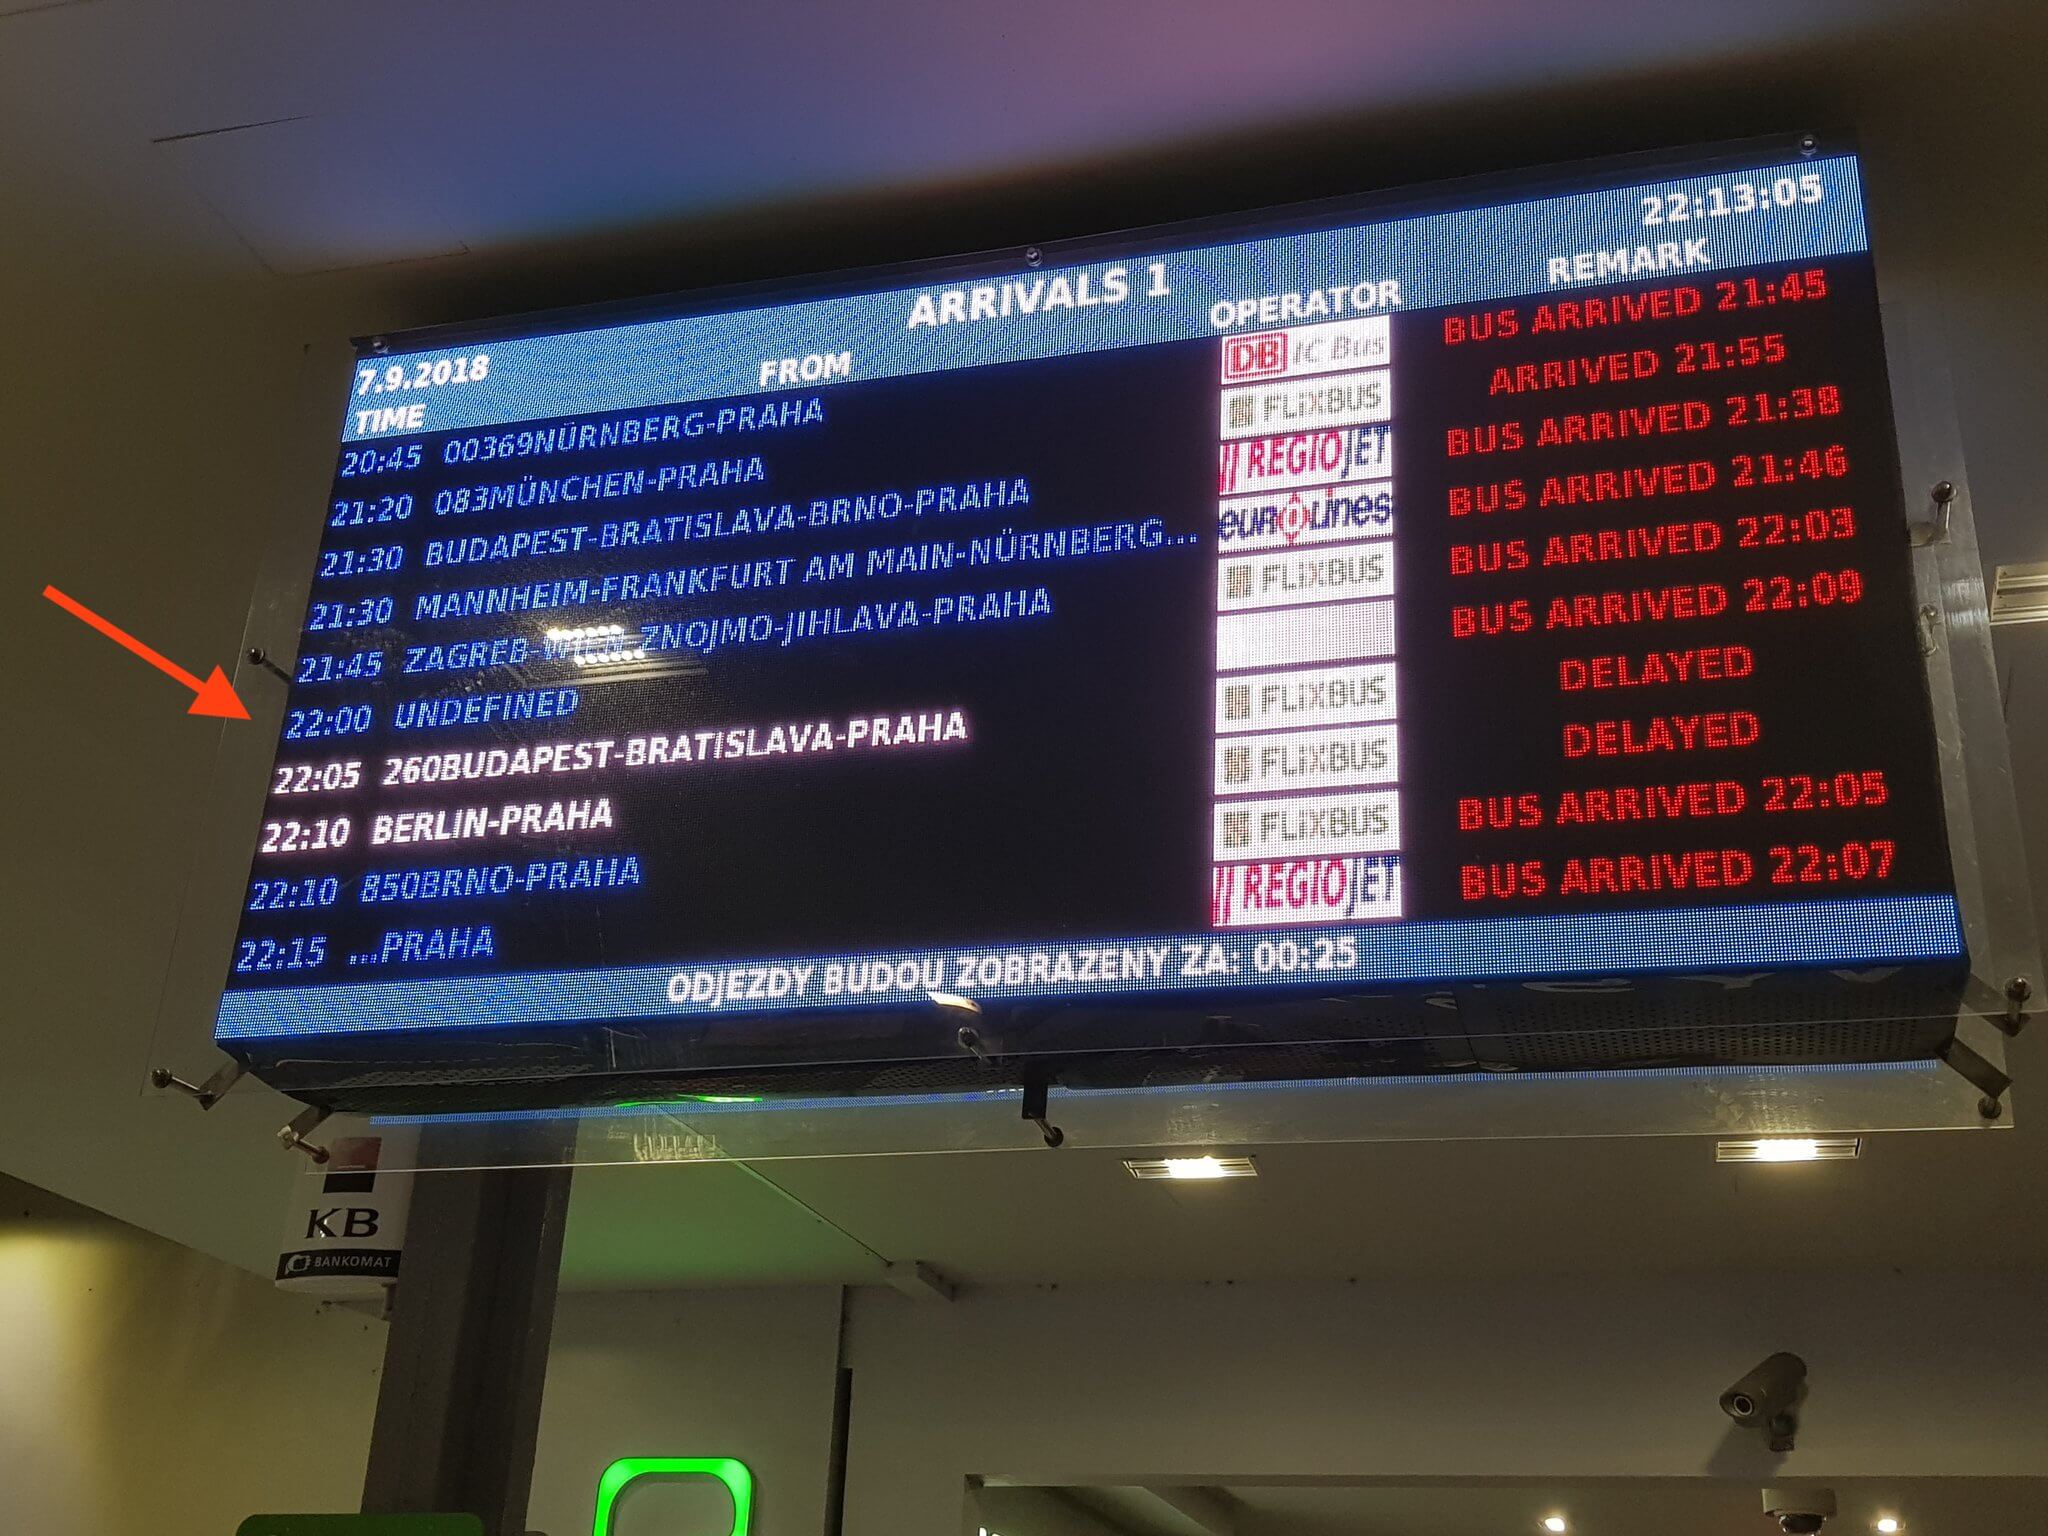 22:13:05
ARRIVALS 1
7.9.2018
TIME FROM OPERATOR REMARK
20:45 00369NÜRNBERG-PRAHA DB IC Bus BUS ARRIVED 21:45
21:20 083MÜNCHEN-PRAHA FLiXBUS ARRIVED 21:55
21:30 BUDAPEST-BRATISLAVA-BRNO-PRAHA REGIOJET BUS ARRIVED 21:38
21:30 MANNHEIM-FRANKFURT AM MAIN-NÜRNBERG... eurolines BUS ARRIVED 21:46
21:45 ZAGREB-WIEN-ZNOJMO-JIHLAVA-PRAHA FLiXBUS BUS ARRIVED 22:03
22:00 UNDEFINED BUS ARRIVED 22:09
22:05 260BUDAPEST-BRATISLAVA-PRAHA FLiXBUS DELAYED
22:10 BERLIN-PRAHA FLiXBUS DELAYED
22:10 850BRNO-PRAHA FLiXBUS BUS ARRIVED 22:05
22:15 ...PRAHA REGIOJET BUS ARRIVED 22:07
ODJEZDY BUDOU ZOBRAZENY ZA: 00:25
KB
BANKOMAT